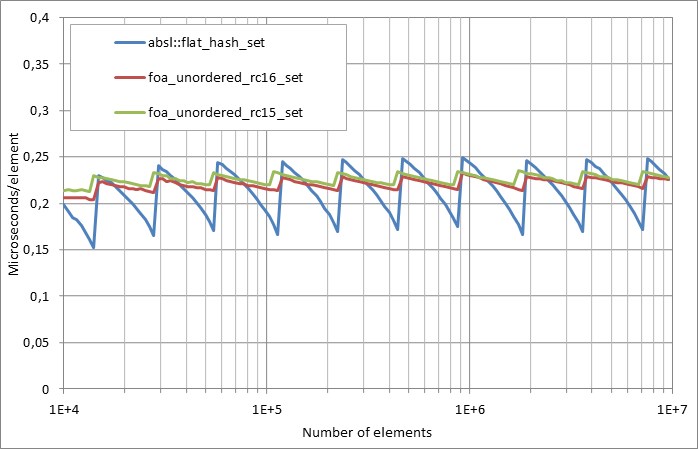 0,4
0,35
0,3
0,25
0,2
0,15
0,1
0,05
0
Microseconds/element
absl::flat_hash_set
foa_unordered_rc16_set
foa_unordered_rc15_set
1E+4 1E+5 1E+6 1E+7
Number of elements